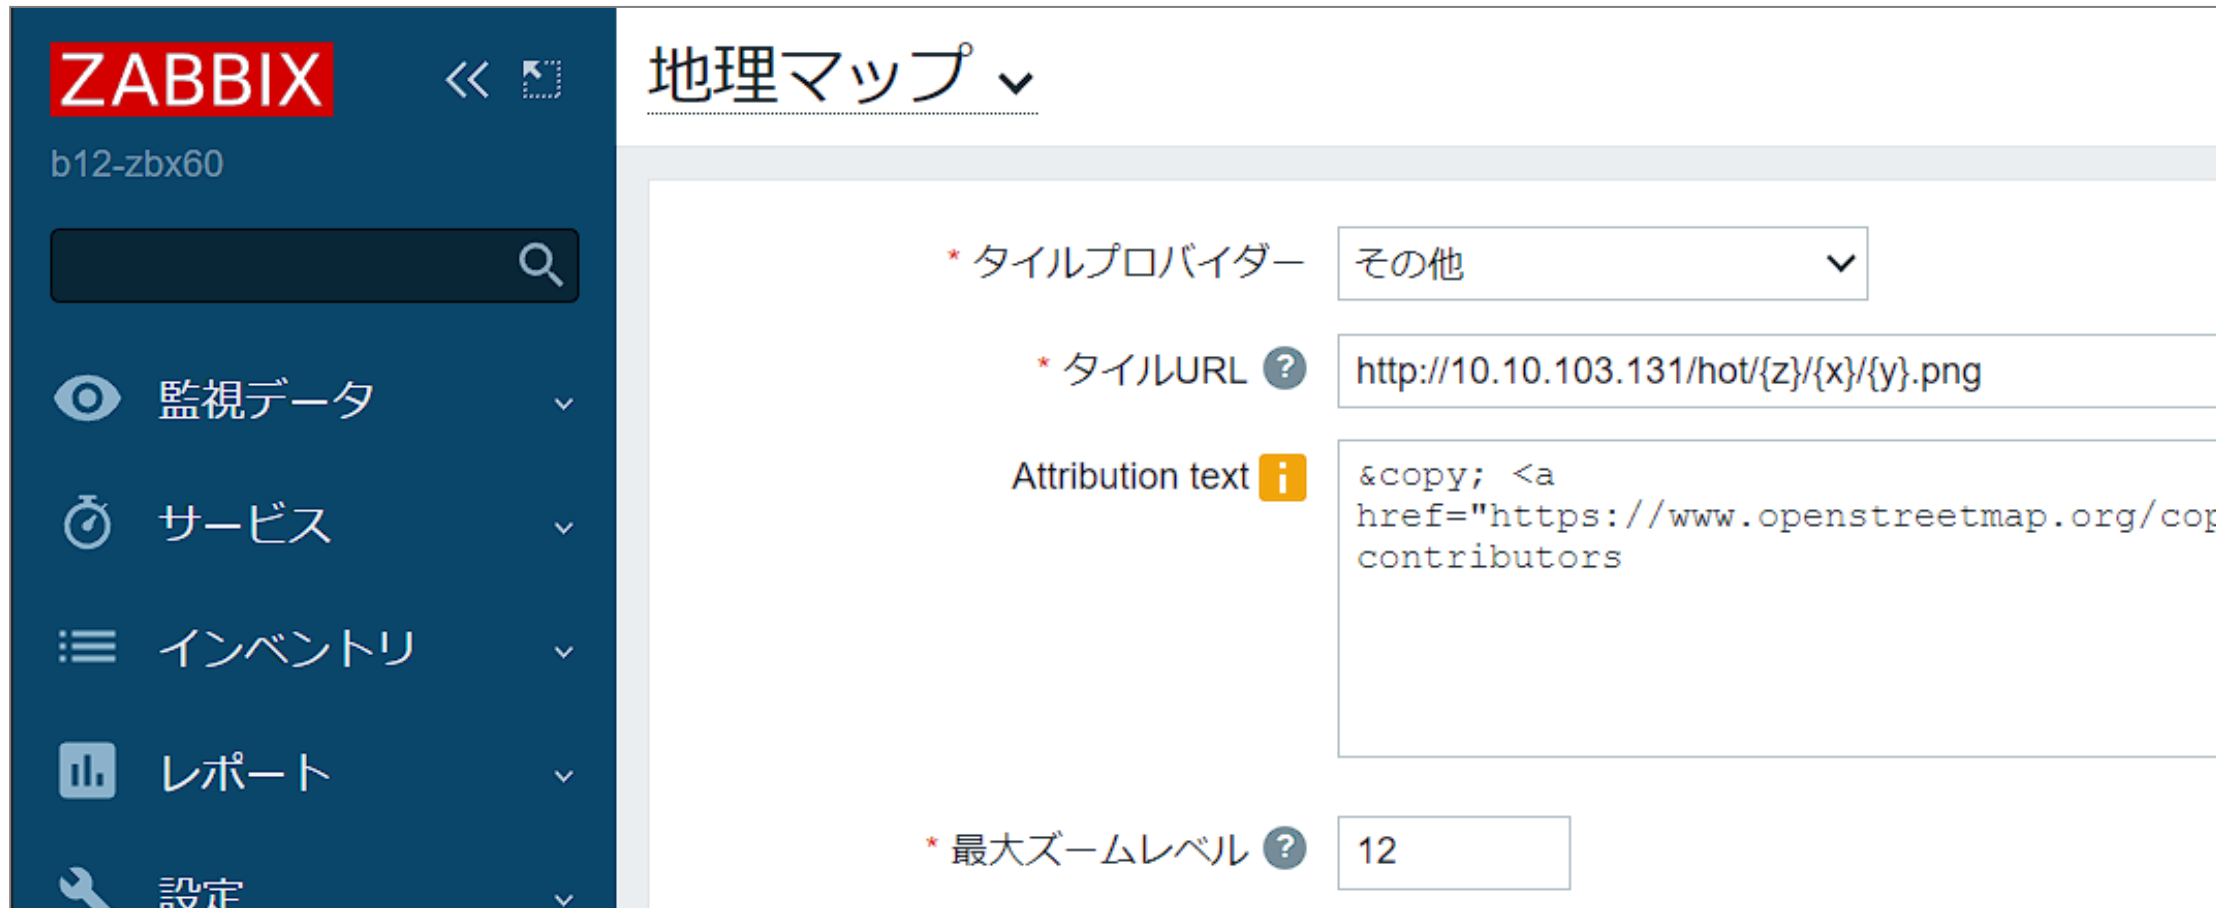 ZABBIX
b12-zbx60
監視データ
サービス
インベントリ
レポート
設定
地理マップ
* タイルプロバイダー
その他
* タイルURL ?
http://10.10.103.131/hot/{z}/{x}/{y}.png
Attribution text i
&copy; <a
href="https://www.openstreetmap.org/cop
contributors
* 最大ズームレベル ?
12